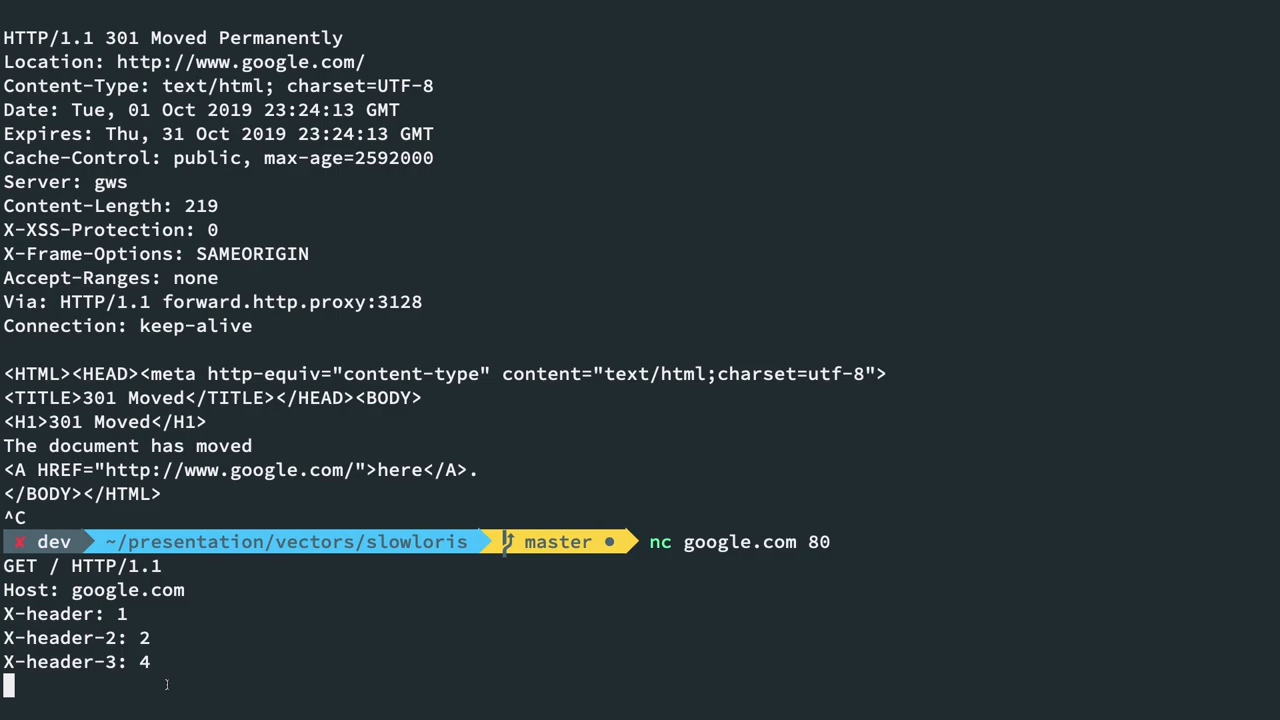 HTTP/1.1 301 Moved Permanently
Location: http://www.google.com/
Content-Type: text/html; charset=UTF-8
Date: Tue, 01 Oct 2019 23:24:13 GMT
Expires: Thu, 31 Oct 2019 23:24:13 GMT
Cache-Control: public, max-age=2592000
Server: gws
Content-Length: 219
X-XSS-Protection: 0
X-Frame-Options: SAMEORIGIN
Accept-Ranges: none
Via: HTTP/1.1 forward.http.proxy:3128
Connection: keep-alive
<HTML><HEAD><meta http-equiv="content-type" content="text/html;charset=utf-8">
<TITLE>301 Moved</TITLE></HEAD><BODY>
<H1>301 Moved</H1>
The document has moved
<A HREF="http://www.google.com/">here</A>.
</BODY></HTML>
^C
✘ dev ~/presentation/vectors/slowloris master ● nc google.com 80
GET / HTTP/1.1
Host: google.com
X-header: 1
X-header-2: 2
X-header-3: 4